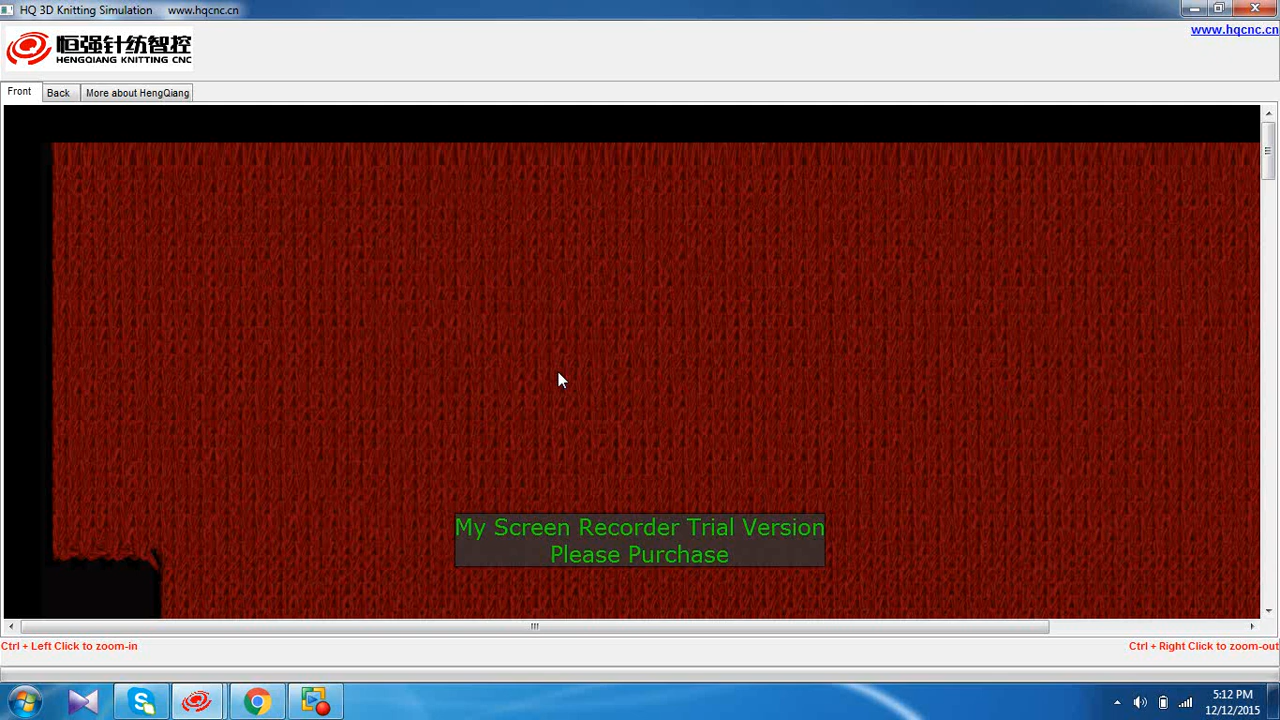 HQ 3D Knitting Simulation www.hqcnc.cn
www.hqcnc.cn
恒强针纺智控
HENGQIANG KNITTING CNC
Front Back More about HengQiang
My Screen Recorder Trial Version
Please Purchase
Ctrl + Left Click to zoom-in Ctrl + Right Click to zoom-out
5:12 PM
12/12/2015